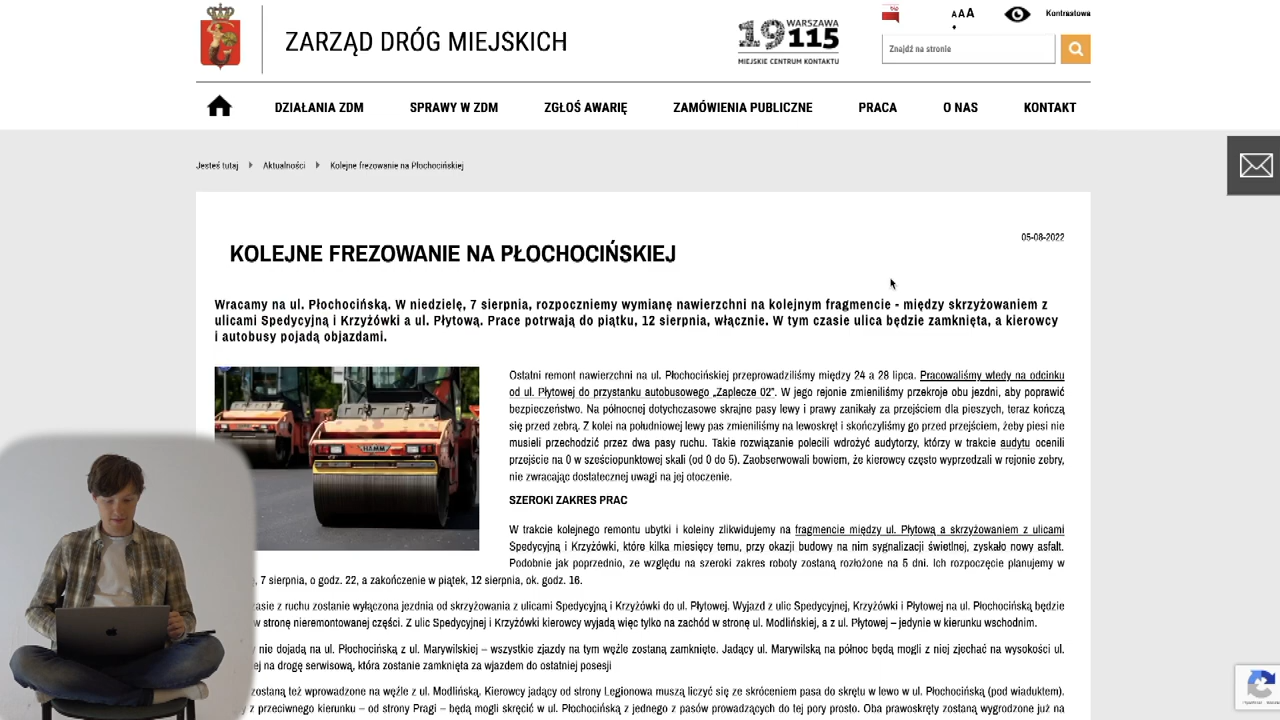 ZARZĄD DRÓG MIEJSKICH
19115 WARSZAWA
MIEJSKIE CENTRUM KONTAKTU
bip
A A A
Kontrastowa
Znajdź na stronie
DZIAŁANIA ZDM SPRAWY W ZDM ZGŁOŚ AWARIĘ ZAMÓWIENIA PUBLICZNE PRACA O NAS KONTAKT
Jesteś tutaj Aktualności Kolejne frezowanie na Płochocińskiej
05-08-2022
KOLEJNE FREZOWANIE NA PŁOCHOCIŃSKIEJ
Wracamy na ul. Płochocińską. W niedzielę, 7 sierpnia, rozpoczniemy wymianę nawierzchni na kolejnym fragmencie - między skrzyżowaniem z
ulicami Spedycyjną i Krzyżówki a ul. Płytową. Prace potrwają do piątku, 12 sierpnia, włącznie. W tym czasie ulica będzie zamknięta, a kierowcy
i autobusy pojadą objazdami.
HAMM
Ostatni remont nawierzchni na ul. Płochocińskiej przeprowadziliśmy między 24 a 28 lipca. Pracowaliśmy wtedy na odcinku
od ul. Płytowej do przystanku autobusowego „Zaplecze 02”. W jego rejonie zmieniliśmy przekroje obu jezdni, aby poprawić
bezpieczeństwo. Na północnej dotychczasowe skrajne pasy lewy i prawy zanikały za przejściem dla pieszych, teraz kończą
się przed zebrą. Z kolei na południowej lewy pas zmieniliśmy na lewoskręt i skończyliśmy go przed przejściem, żeby piesi nie
musieli przechodzić przez dwa pasy ruchu. Takie rozwiązanie polecili wdrożyć audytorzy, którzy w trakcie audytu ocenili
przejście na 0 w sześciopunktowej skali (od 0 do 5). Zaobserwowali bowiem, że kierowcy często wyprzedzali w rejonie zebry,
nie zwracając dostatecznej uwagi na jej otoczenie.
SZEROKI ZAKRES PRAC
W trakcie kolejnego remontu ubytki i koleiny zlikwidujemy na fragmencie między ul. Płytową a skrzyżowaniem z ulicami
Spedycyjną i Krzyżówki, które kilka miesięcy temu, przy okazji budowy na nim sygnalizacji świetlnej, zyskało nowy asfalt.
Podobnie jak poprzednio, ze względu na szeroki zakres roboty zostaną rozłożone na 5 dni. Ich rozpoczęcie planujemy w
, 7 sierpnia, o godz. 22, a zakończenie w piątek, 12 sierpnia, ok. godz. 16.
zasie z ruchu zostanie wyłączona jezdnia od skrzyżowania z ulicami Spedycyjną i Krzyżówki do ul. Płytowej. Wyjazd z ulic Spedycyjnej, Krzyżówki i Płytowej na ul. Płochocińską będzie
w stronę nieremontowanej części. Z ulic Spedycyjnej i Krzyżówki kierowcy wyjadą więc tylko na zachód w stronę ul. Modlińskiej, a z ul. Płytowej – jedynie w kierunku wschodnim.
nie dojadą na ul. Płochocińską z ul. Marywilskiej – wszystkie zjazdy na tym węźle zostaną zamknięte. Jadący ul. Marywilską na północ będą mogli z niej zjechać na wysokości ul.
ej na drogę serwisową, która zostanie zamknięta za wjazdem do ostatniej posesji
zostaną też wprowadzone na węźle z ul. Modlińską. Kierowcy jadący od strony Legionowa muszą liczyć się ze skróceniem pasa do skrętu w lewo w ul. Płochocińską (pod wiaduktem).
z przeciwnego kierunku – od strony Pragi – będą mogli skręcić w ul. Płochocińską z jednego z pasów prowadzących do tej pory prosto. Oba prawoskręty zostaną wygrodzone już na